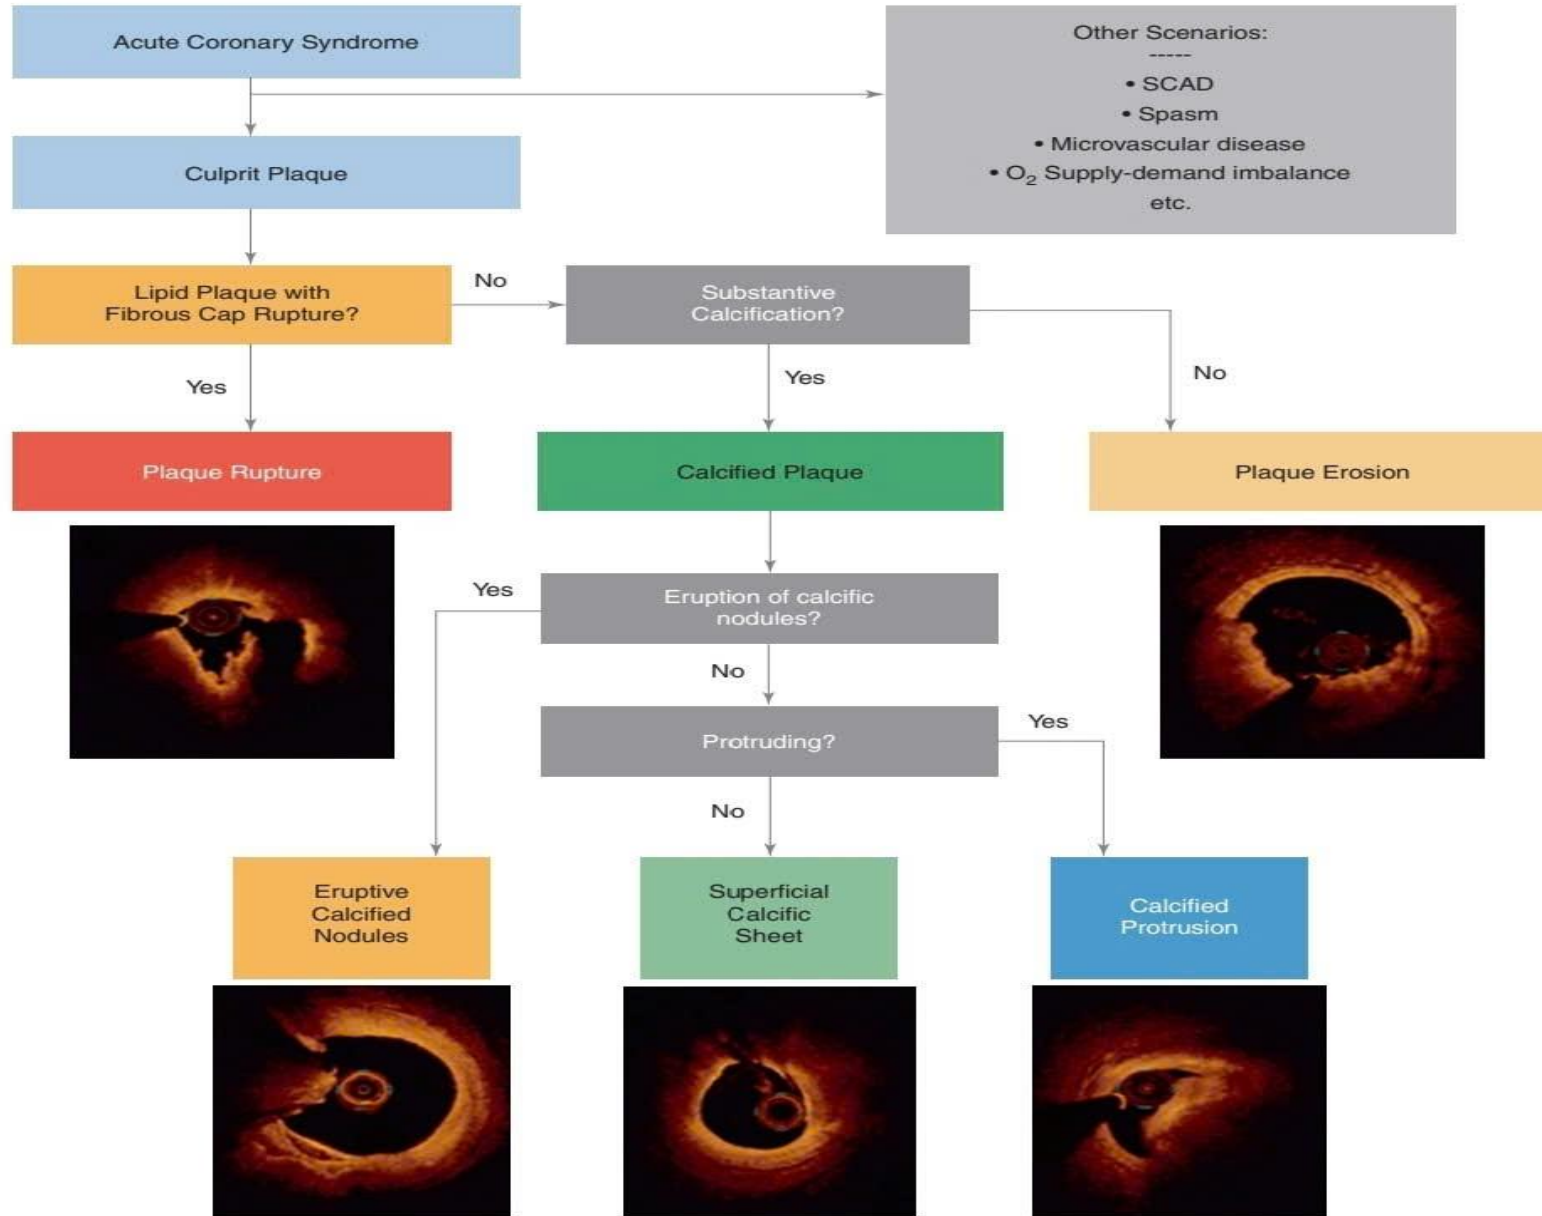 Acute Coronary Syndrome
Other Scenarios:
-----
• SCAD
• Spasm
• Microvascular disease
• O₂ Supply-demand imbalance
etc.
Culprit Plaque
Lipid Plaque with
Fibrous Cap Rupture?
No
Substantive
Calcification?
Yes
Yes
No
Plaque Rupture
Calcified Plaque
Plaque Erosion
Yes
Eruption of calcific
nodules?
No
Protruding?
Yes
No
Eruptive
Calcified
Nodules
Superficial
Calcific
Sheet
Calcified
Protrusion